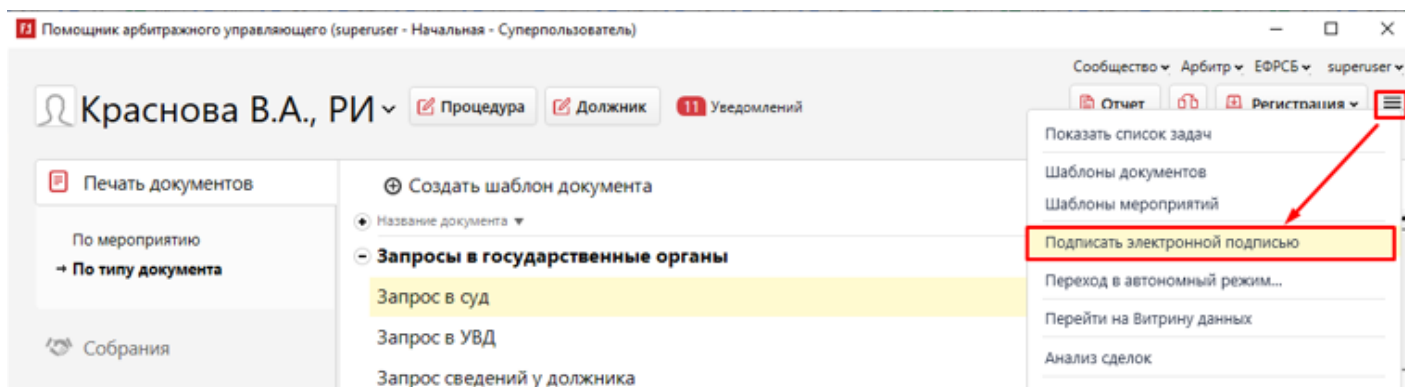 Помощник арбитражного управляющего (superuser - Начальная - Суперпользователь)
Сообщество Арбитр ЕФРСБ superuser
Краснова В.А., РИ Процедура Должник 11 Уведомлений Отчет Регистрация
Показать список задач
Печать документов
Создать шаблон документа
Шаблоны документов
Шаблоны мероприятий
Название документа
По мероприятию
Подписать электронной подписью
Запросы в государственные органы
По типу документа
Переход в автономный режим...
Запрос в суд
Перейти на Витрину данных
Запрос в УВД
Собрания
Анализ сделок
Запрос сведений у должника